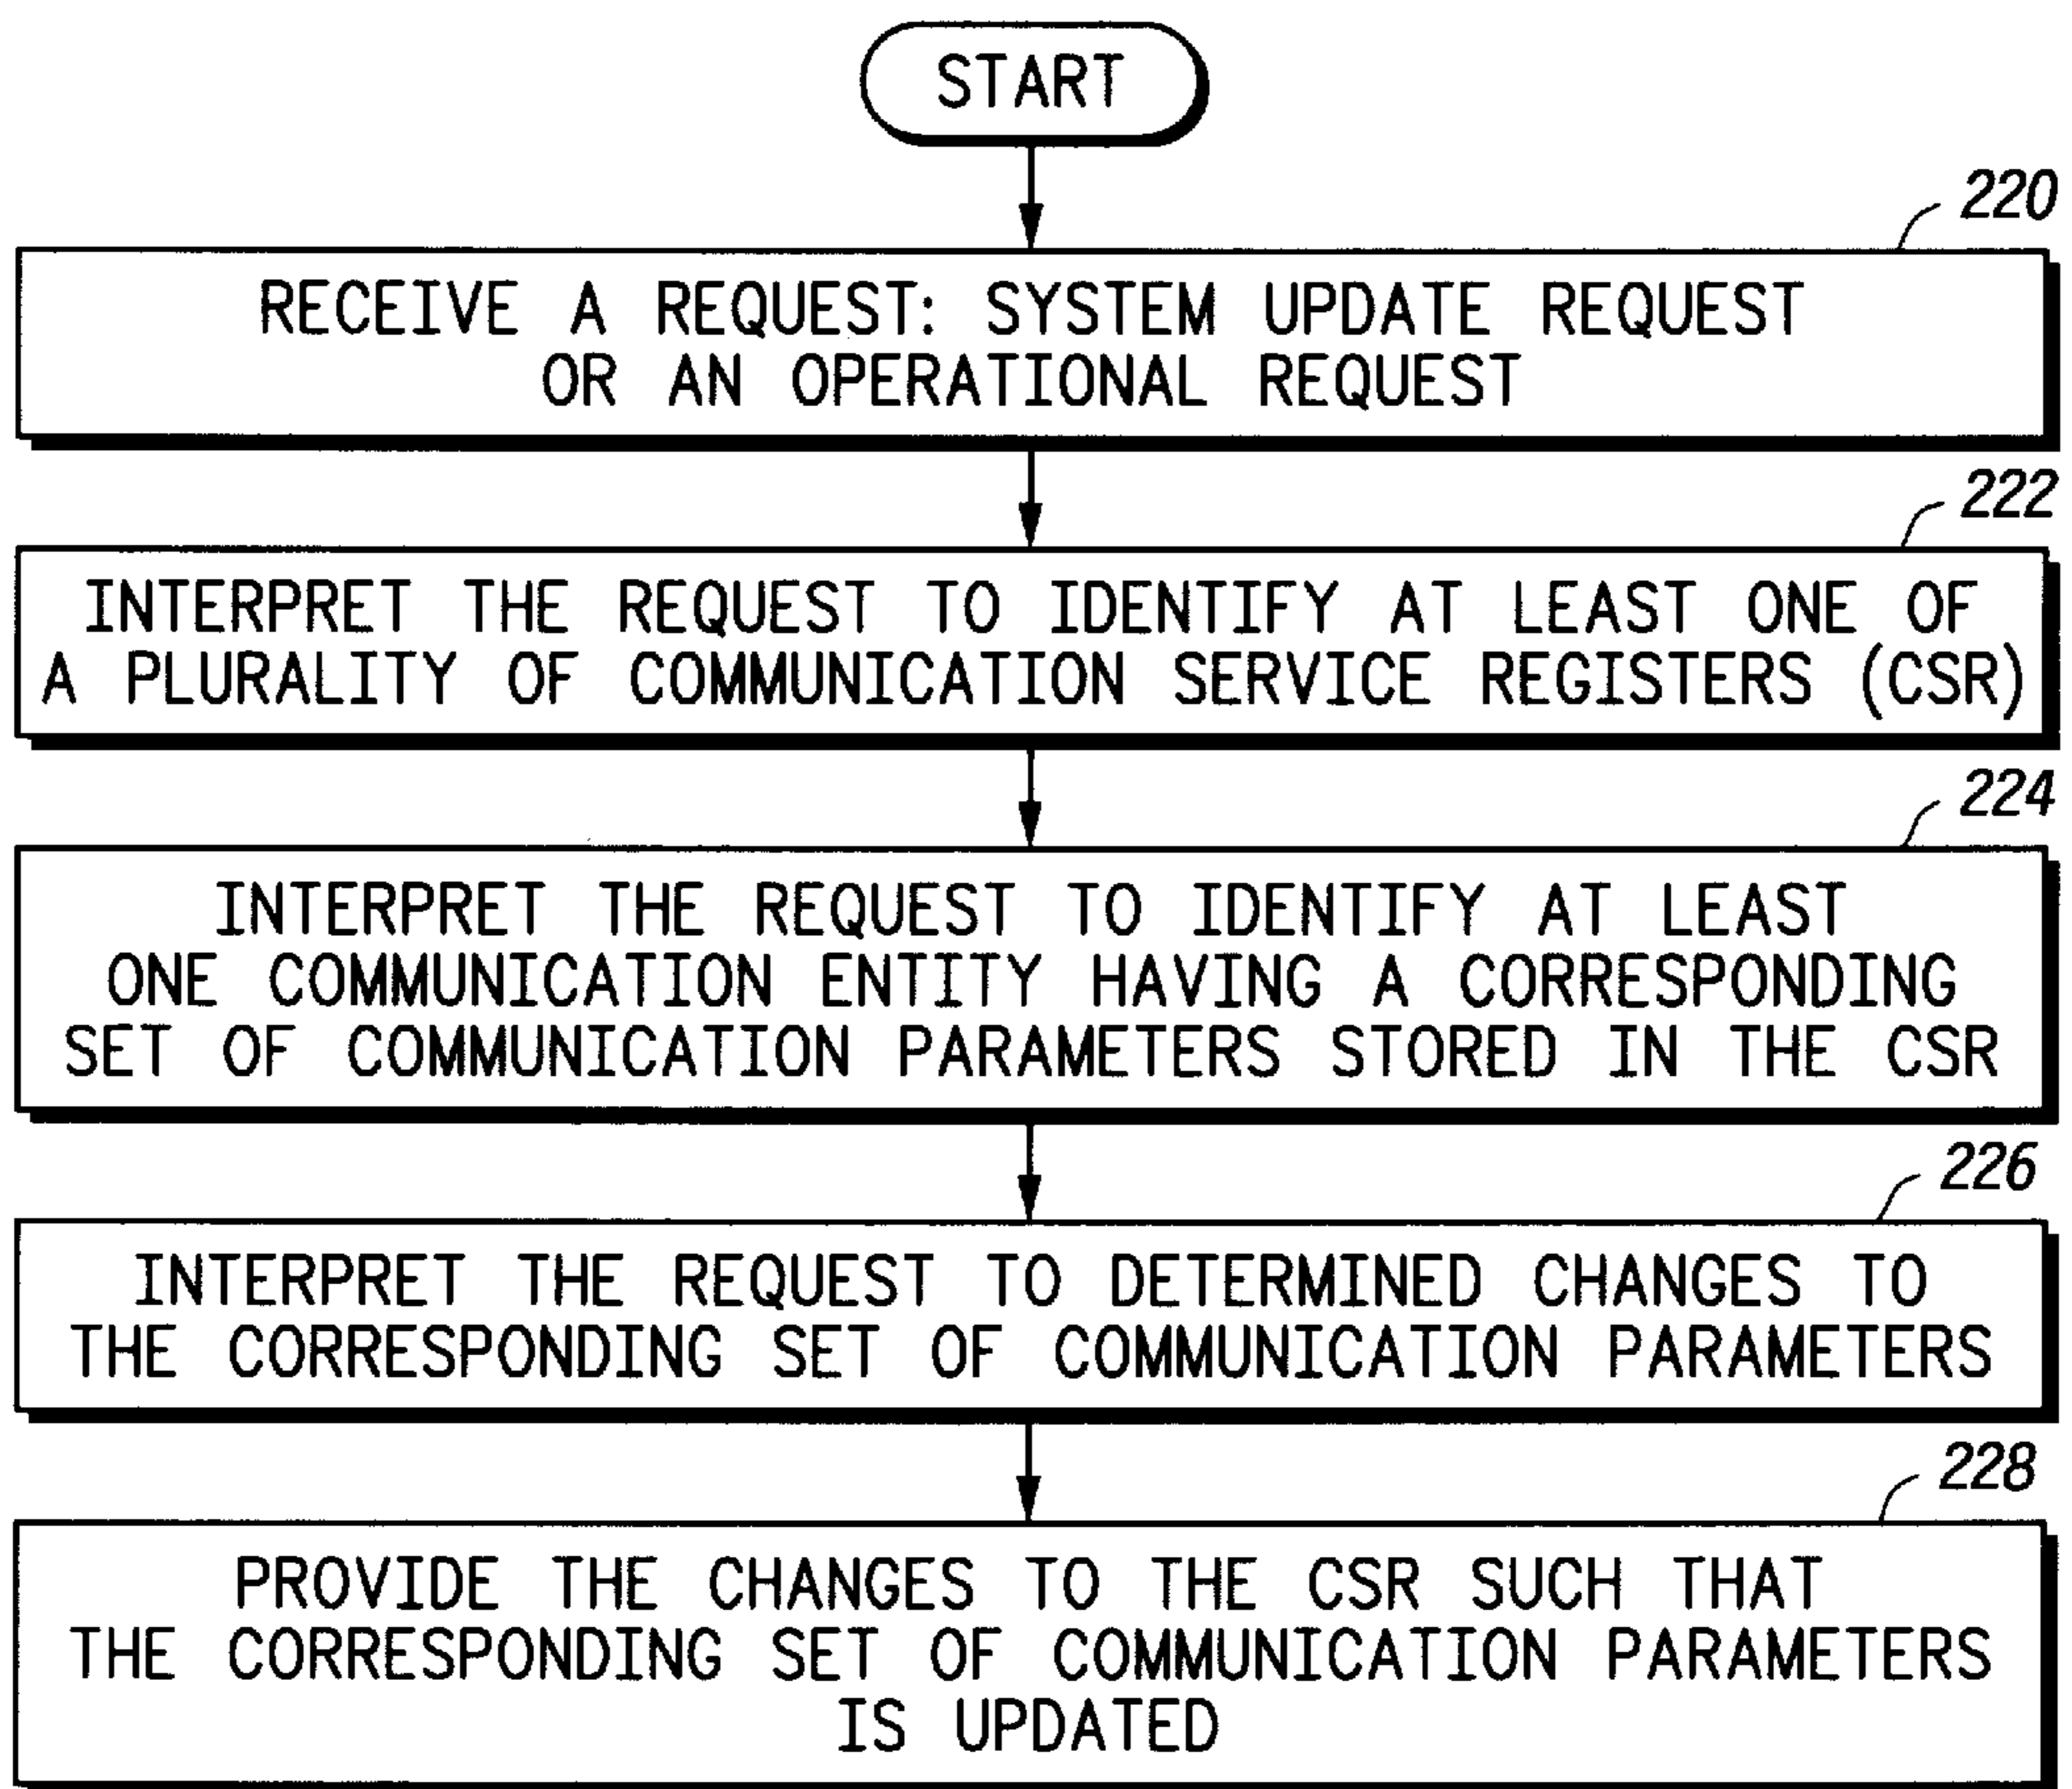 START
220
RECEIVE A REQUEST: SYSTEM UPDATE REQUEST
OR AN OPERATIONAL REQUEST
222
INTERPRET THE REQUEST TO IDENTIFY AT LEAST ONE OF
A PLURALITY OF COMMUNICATION SERVICE REGISTERS (CSR)
224
INTERPRET THE REQUEST TO IDENTIFY AT LEAST
ONE COMMUNICATION ENTITY HAVING A CORRESPONDING
SET OF COMMUNICATION PARAMETERS STORED IN THE CSR
226
INTERPRET THE REQUEST TO DETERMINED CHANGES TO
THE CORRESPONDING SET OF COMMUNICATION PARAMETERS
228
PROVIDE THE CHANGES TO THE CSR SUCH THAT
THE CORRESPONDING SET OF COMMUNICATION PARAMETERS
IS UPDATED